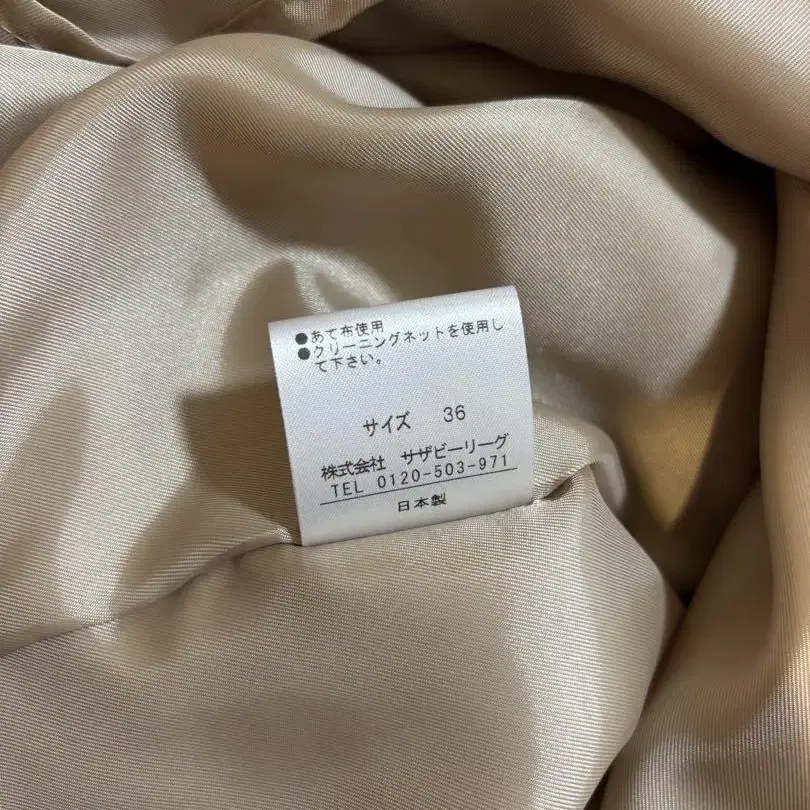 ●あて布使用
●クリーニングネットを使用し
て下さい。
サイズ 36
株式会社 サザビーリーグ
TEL 0120-503-971
日本製